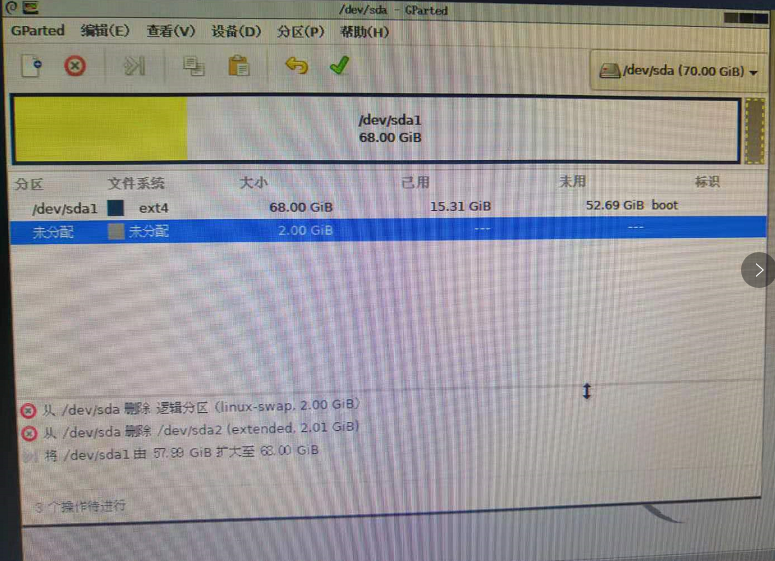 /dev/sda - GParted
GParted 编辑(E) 查看(V) 设备(D) 分区(P) 帮助(H)
/dev/sda (70.00 GiB)
/dev/sda1
68.00 GiB
分区 文件系统 大小 己用 未用 标识
/dev/sda1 ext4 68.00 GiB 15.31 GiB 52.69 GiB boot
未分配 未分配 2.00 GiB --- ---
从 /dev/sda 删除 逻辑分区 (linux-swap, 2.00 GiB)
从 /dev/sda 删除 /dev/sda2 (extended, 2.01 GiB)
将 /dev/sda1 由 57.99 GiB 扩大至 68.00 GiB
3 个操作待进行